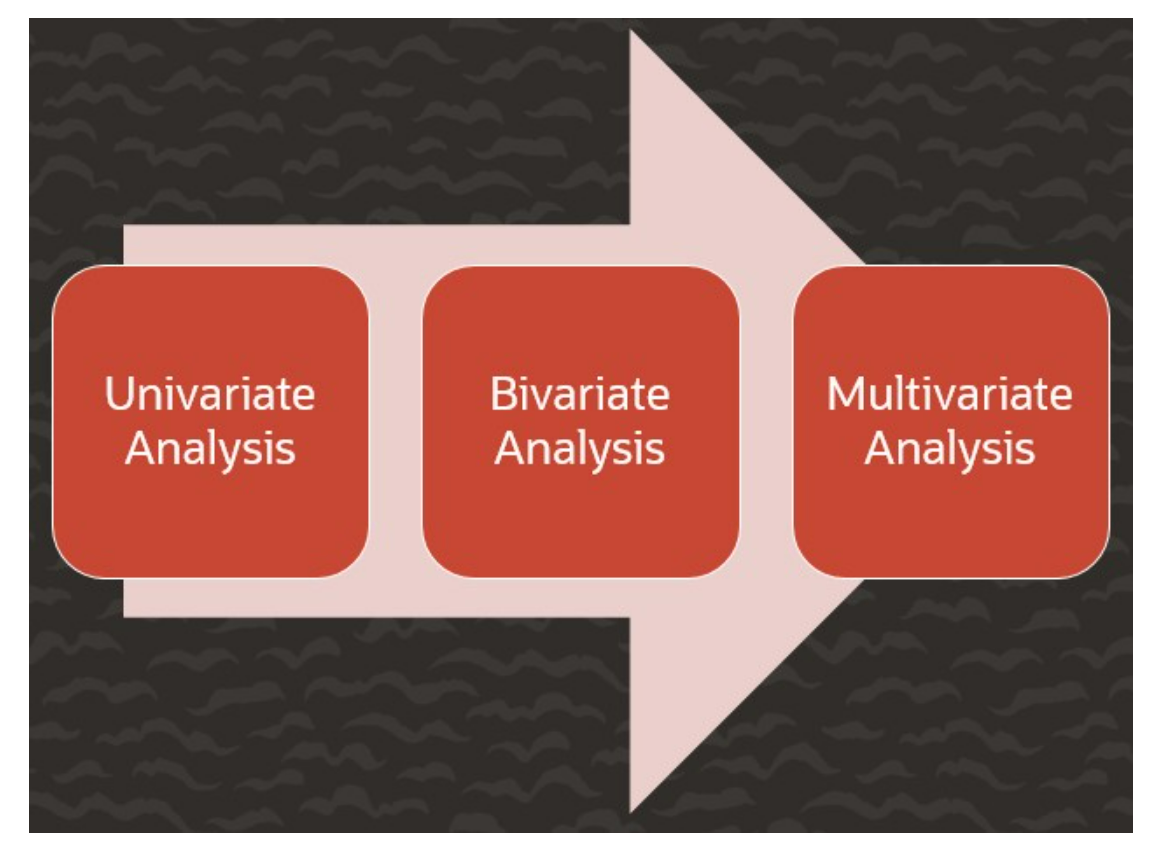 Univariate
Analysis
Bivariate
Analysis
Multivariate
Analysis